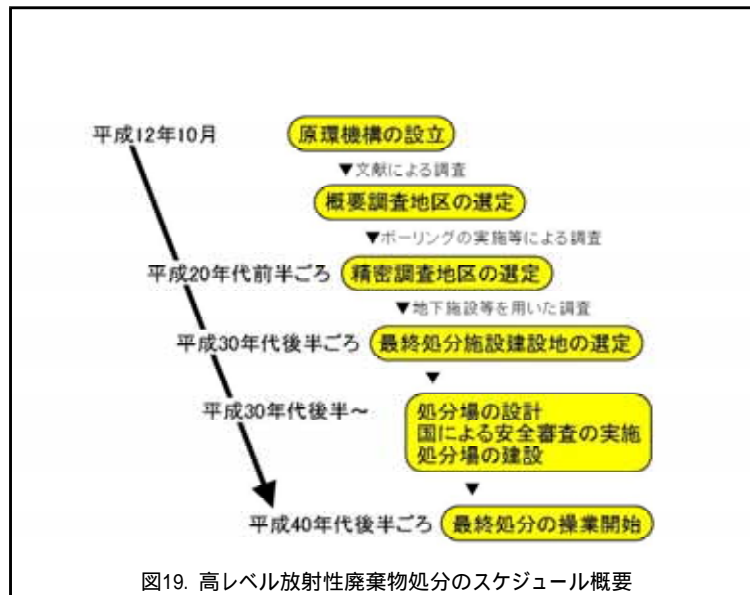 平成12年10月 原環機構の設立
▼文献による調査
概要調査地区の選定
▼ボーリングの実施等による調査
平成20年代前半ごろ 精密調査地区の選定
▼地下施設等を用いた調査
平成30年代後半ごろ 最終処分施設建設地の選定
▼
平成30年代後半～ 処分場の設計
国による安全審査の実施
処分場の建設
▼
平成40年代後半ごろ 最終処分の操業開始
図19. 高レベル放射性廃棄物処分のスケジュール概要